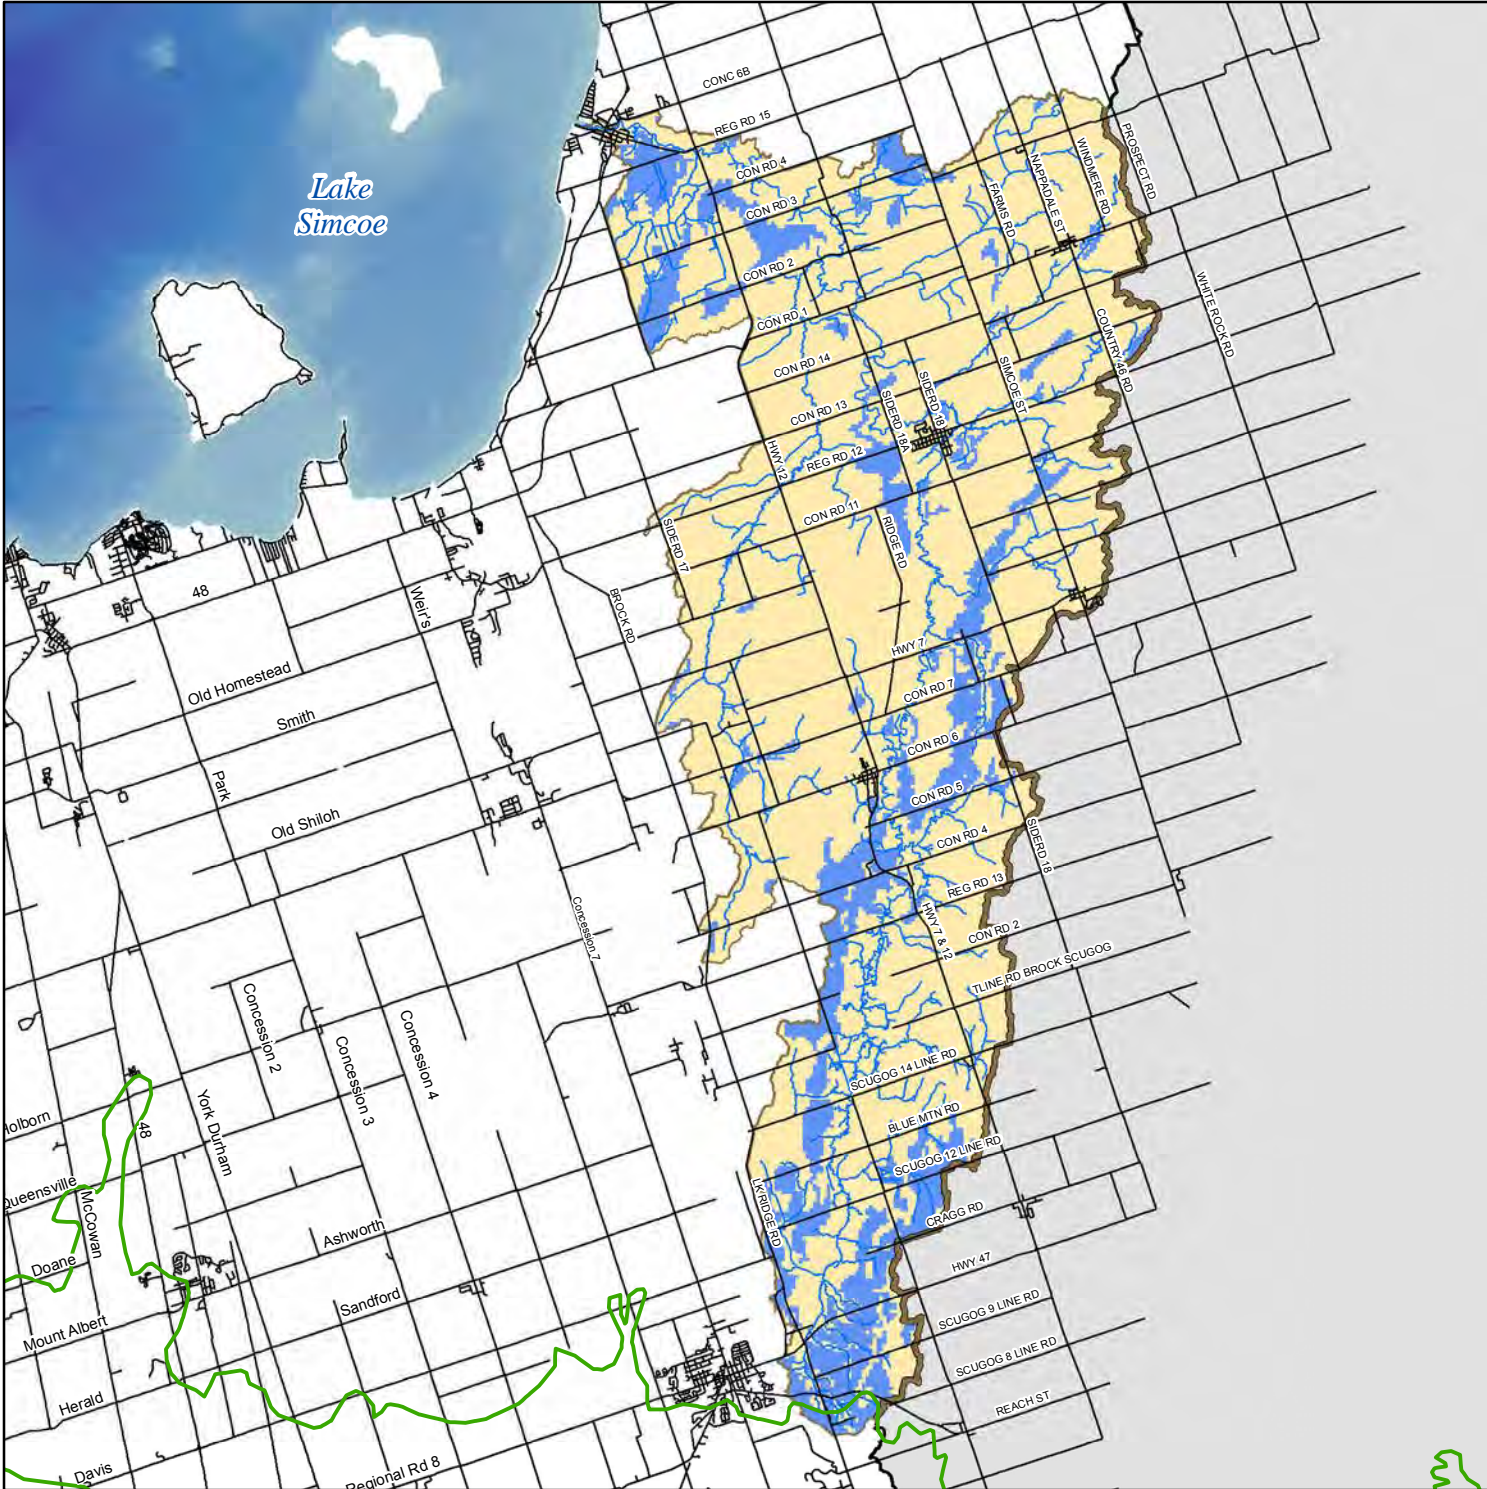 CONC 6B
REG RD 15
CON RD 4
CON RD 3
CON RD 2
CON RD 1
CON RD 14
CON RD 13
REG RD 12
CON RD 11
Lake
Simcoe
PROSPECT RD
WINDMERE RD
NAPPADALE ST
FARMS RD
WHITE ROCK RD
COUNTRY 46 RD
SIMCOE ST
SIDERD 18
SIDERD 18A
HWY 12
RIDGE RD
SIDERD 17
BROCK RD
48
Weir's
Old Homestead
Smith
Park
Old Shiloh
HWY 7
CON RD 7
CON RD 6
CON RD 5
CON RD 4
SIDERD 18
REG RD 13
HWY 7 & 12
CON RD 2
TLINE RD BROCK SCUGOG
Concession 7
Concession 2
Concession 3
Concession 4
SCUGOG 14 LINE RD
BLUE MTN RD
SCUGOG 12 LINE RD
York Durham
Holborn
48
Queensville
McCowan
Doane
Ashworth
LK RIDGE RD
CRAGG RD
HWY 47
Sandford
Mount Albert
SCUGOG 9 LINE RD
SCUGOG 8 LINE RD
Herald
REACH ST
Davis
Regional Rd 8